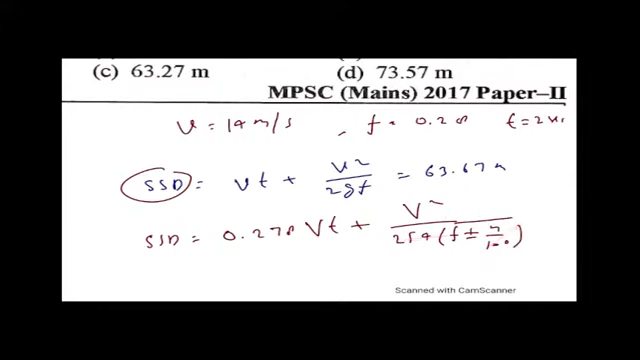 (c) 63.27 m (d) 73.57 m
MPSC (Mains) 2017 Paper–II
v = 14 m/s , f = 0.28 t = 2
SSD = vt + v2/2gf = 63.67 m
SSD = 0.278 Vt + V2/254(f ± n/100)
Scanned with CamScanner